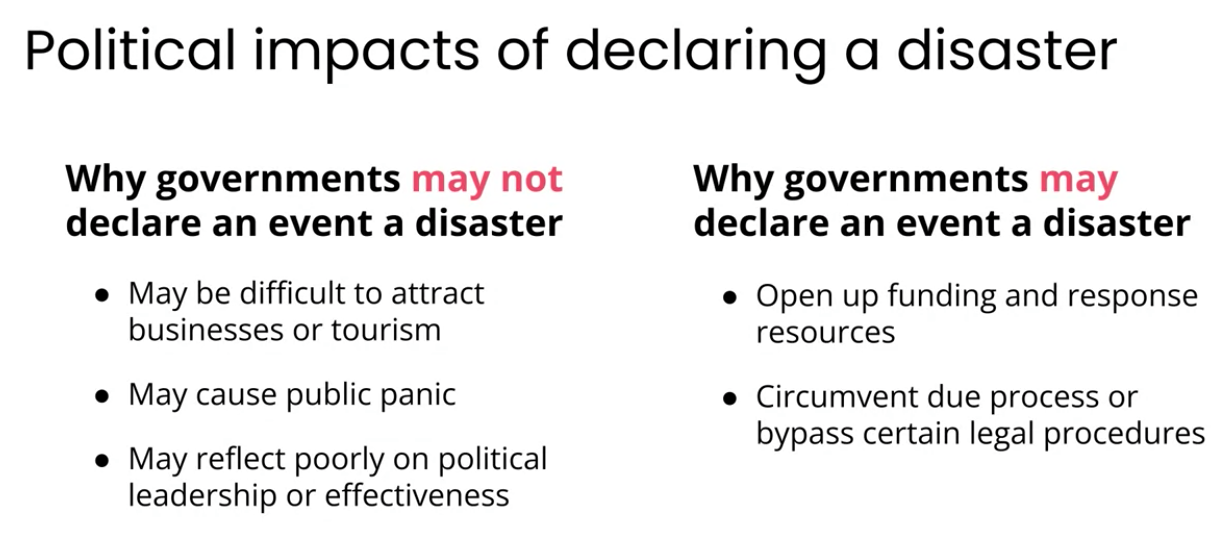 Political impacts of declaring a disaster
Why governments may not
declare an event a disaster
● May be difficult to attract
businesses or tourism
● May cause public panic
● May reflect poorly on political
leadership or effectiveness
Why governments may
declare an event a disaster
● Open up funding and response
resources
● Circumvent due process or
bypass certain legal procedures